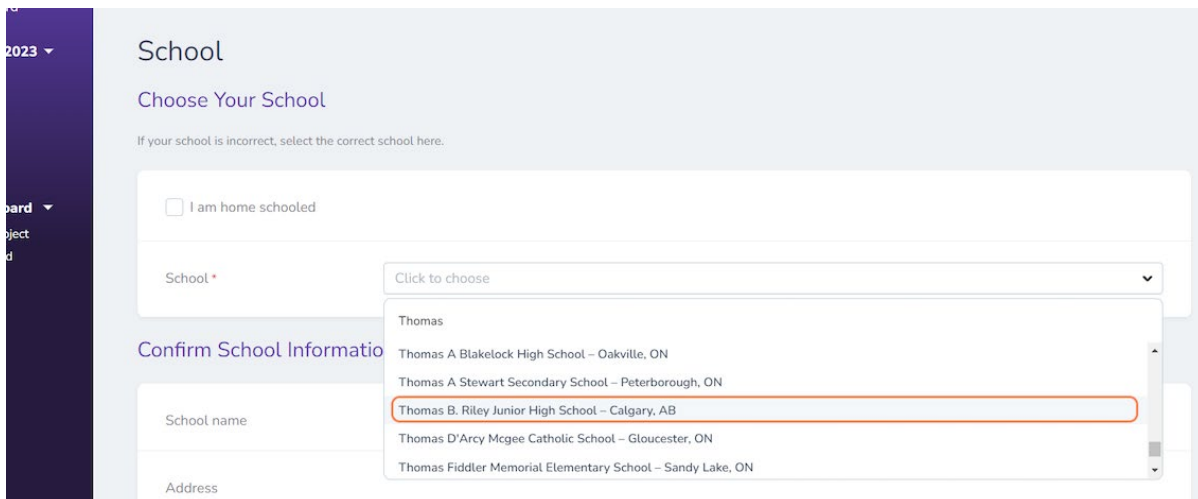 2023
School
Choose Your School
If your school is incorrect, select the correct school here.
I am home schooled
School *
Click to choose
Thomas
Thomas A Blakelock High School – Oakville, ON
Confirm School Informatio
Thomas A Stewart Secondary School – Peterborough, ON
Thomas B. Riley Junior High School – Calgary, AB
School name
Thomas D'Arcy Mcgee Catholic School – Gloucester, ON
Thomas Fiddler Memorial Elementary School – Sandy Lake, ON
Address